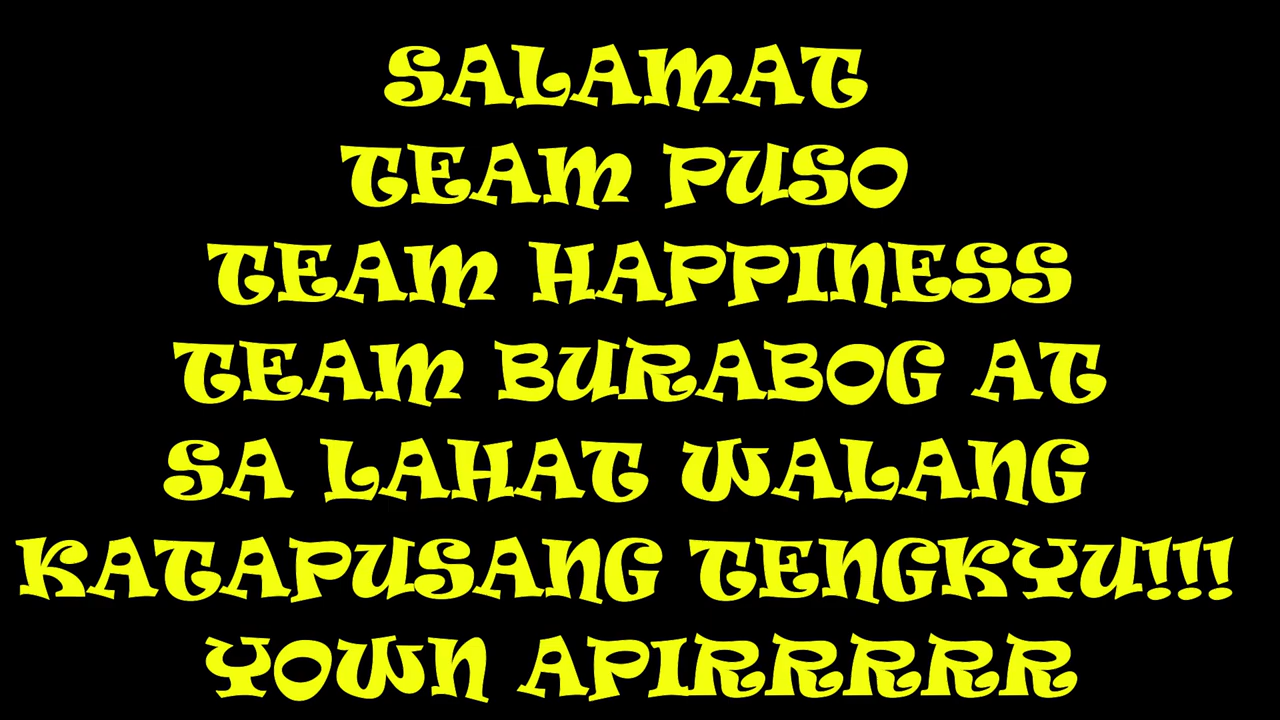 SALAMAT
TEAM PUSO
TEAM HAPPINESS
TEAM BURABOG AT
SA LAHAT WALANG
KATAPUSANG TENGKYU!!!
YOWN APIRRRRR